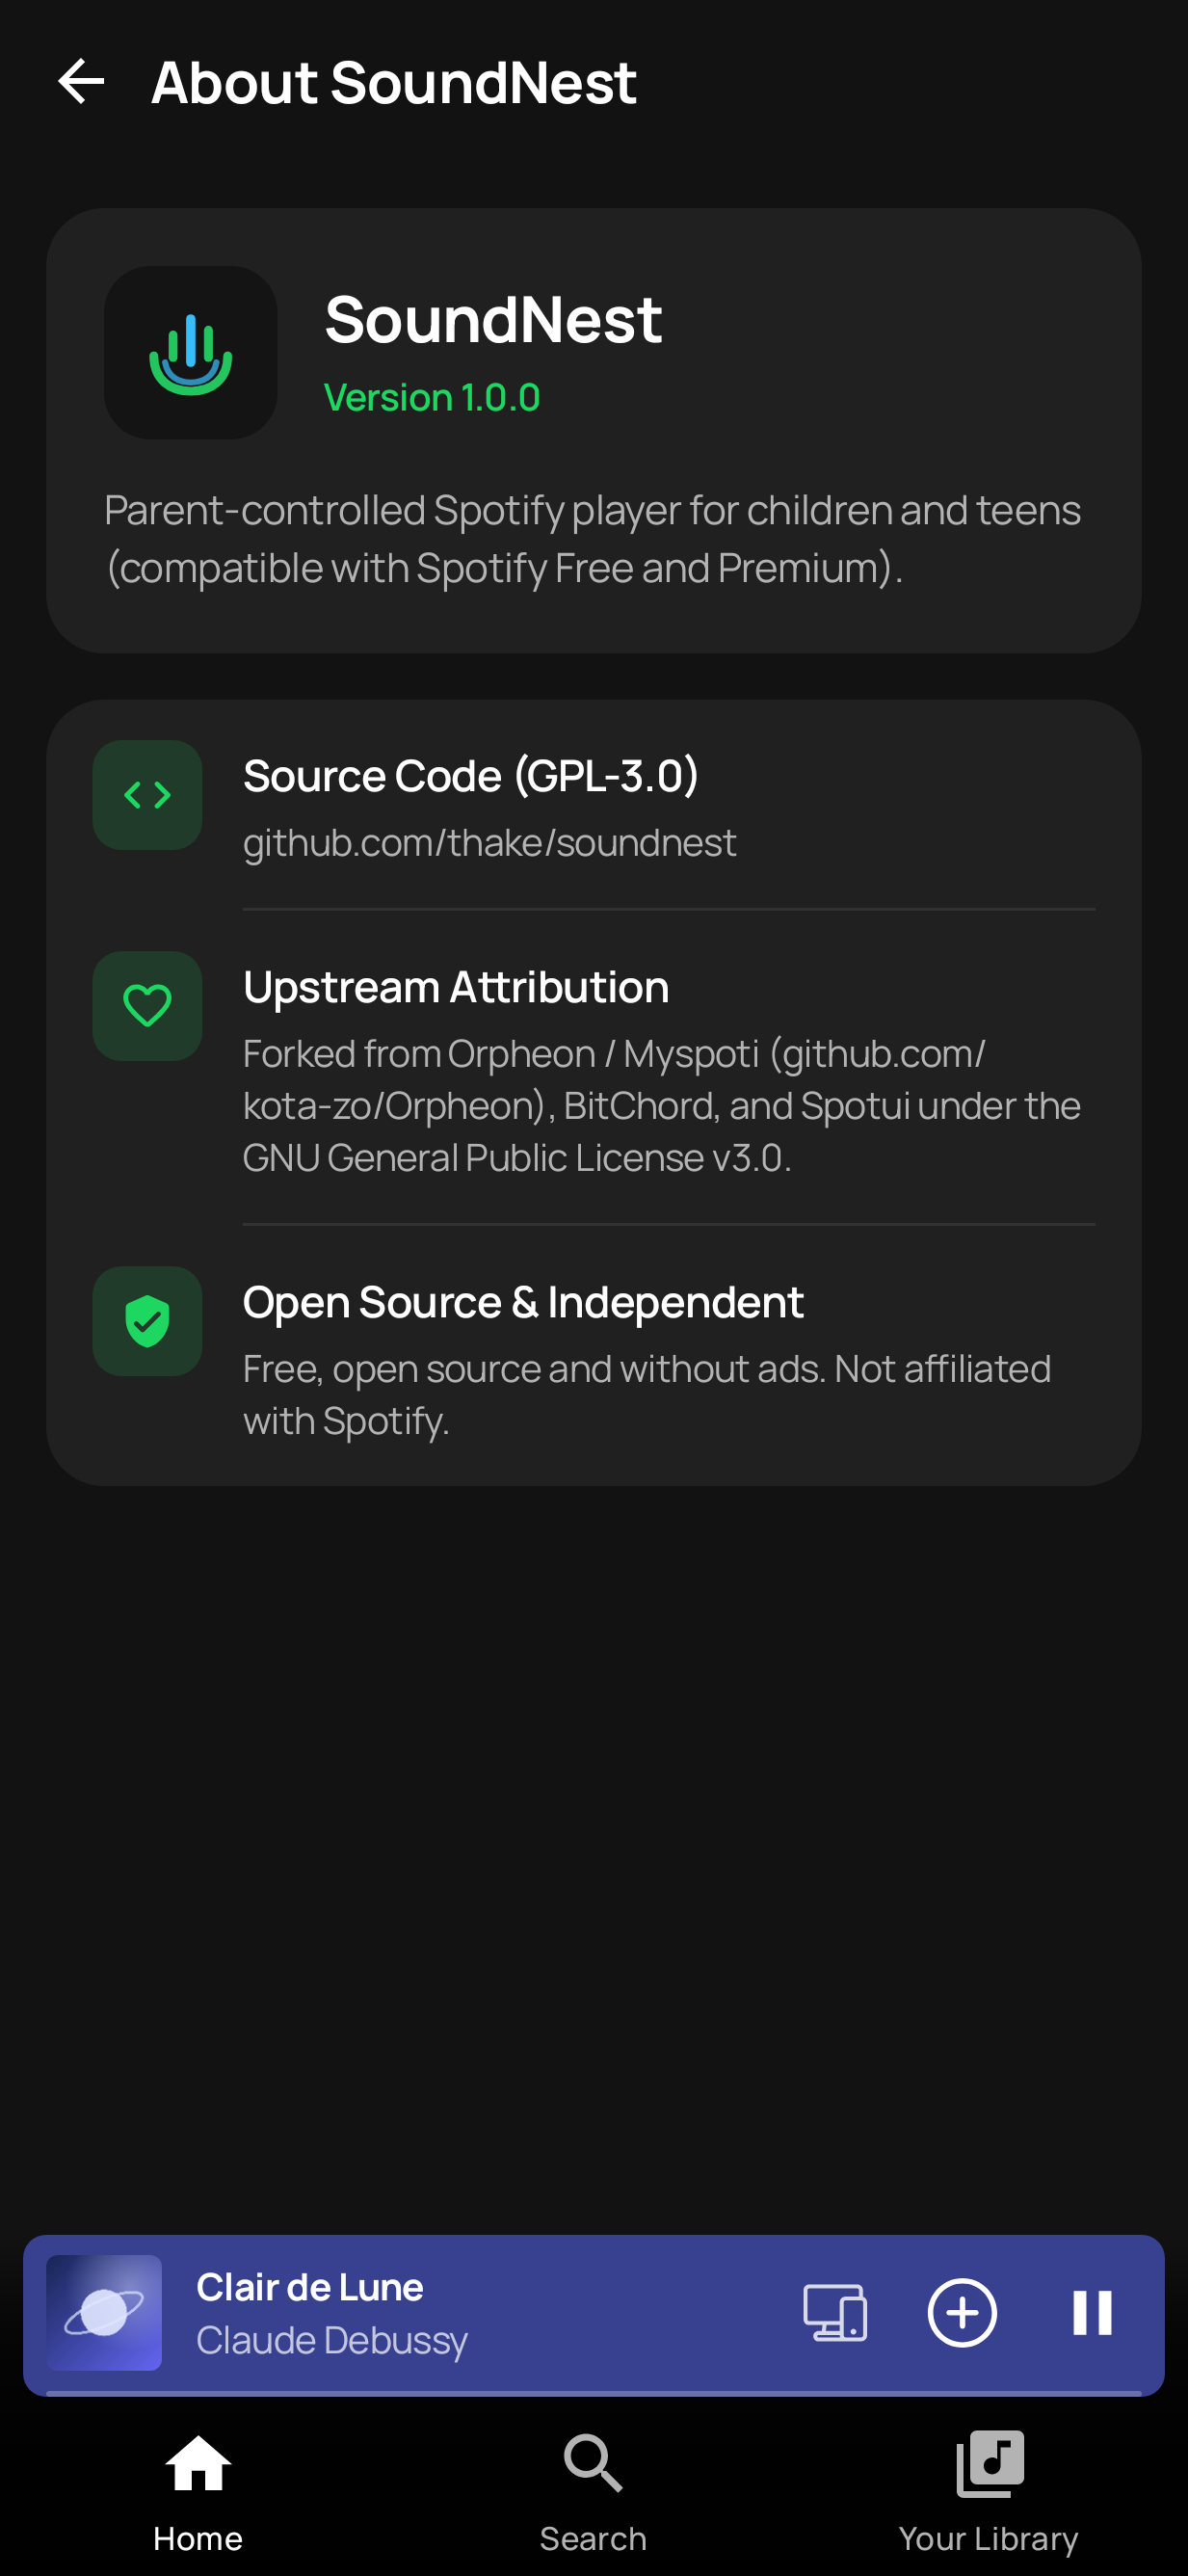 About SoundNest
SoundNest
Version 1.0.0
Parent-controlled Spotify player for children and teens
(compatible with Spotify Free and Premium).
Source Code (GPL-3.0)
github.com/thake/soundnest
Upstream Attribution
Forked from Orpheon / Myspoti (github.com/
kota-zo/Orpheon), BitChord, and Spotui under the
GNU General Public License v3.0.
Open Source & Independent
Free, open source and without ads. Not affiliated
with Spotify.
Clair de Lune
Claude Debussy
Home
Search
Your Library